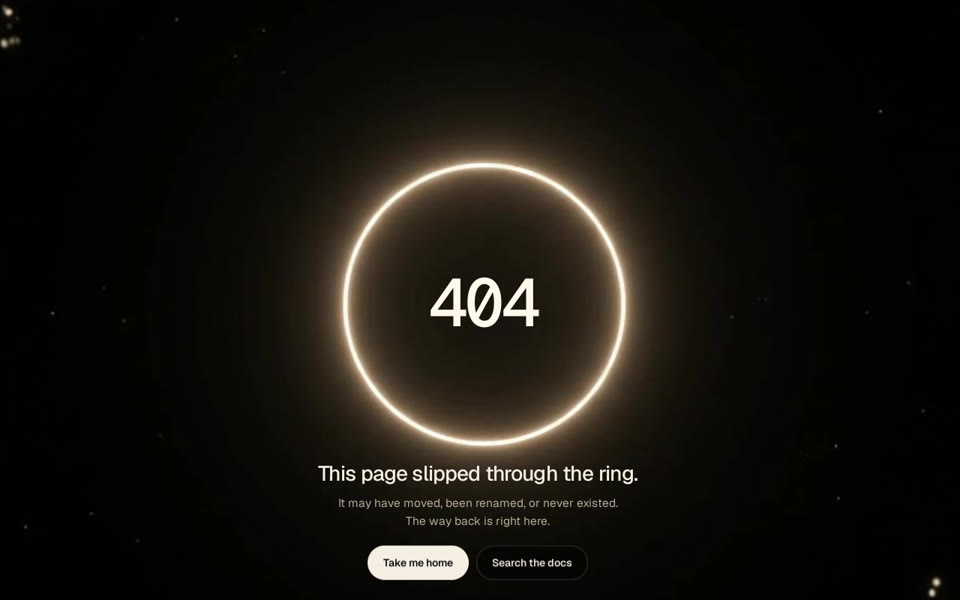 404
This page slipped through the ring.
It may have moved, been renamed, or never existed.
The way back is right here.
Take me home
Search the docs